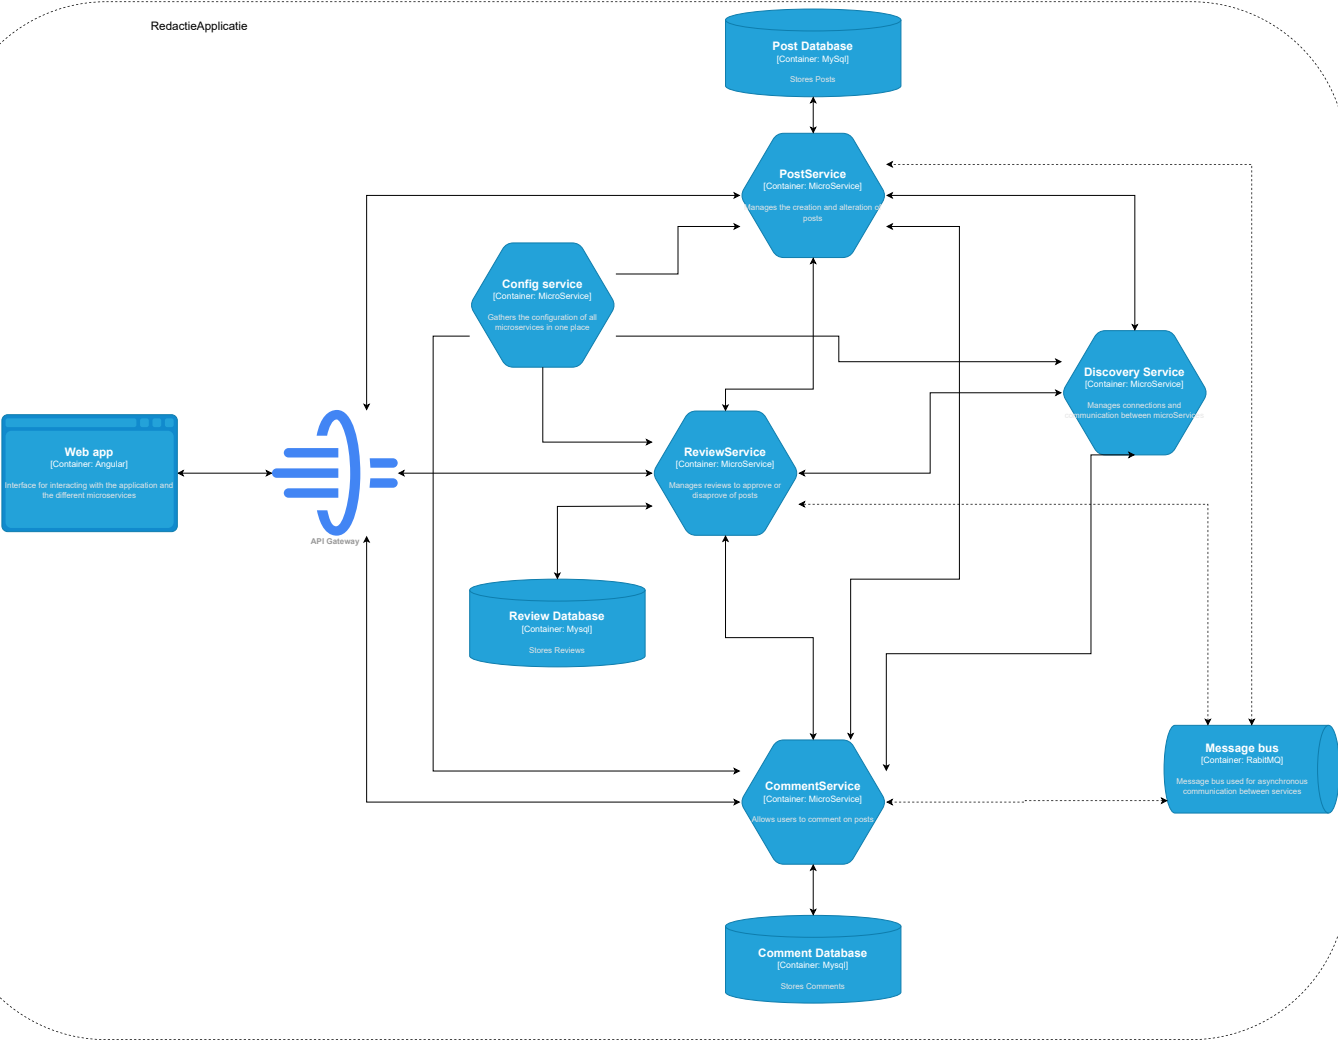 RedactieApplicatie
Post Database
[Container: MySql]
Stores Posts
PostService
[Container: MicroService]
Manages the creation and alteration of
posts
Config service
[Container: MicroService]
Gathers the configuration of all
microservices in one place
Discovery Service
[Container: MicroService]
Manages connections and
communication between microServices
Web app
[Container: Angular]
Interface for interacting with the application and
the different microservices
API Gateway
ReviewService
[Container: MicroService]
Manages reviews to approve or
disaprove of posts
Review Database
[Container: Mysql]
Stores Reviews
Message bus
[Container: RabitMQ]
Message bus used for asynchronous
communication between services
CommentService
[Container: MicroService]
Allows users to comment on posts
Comment Database
[Container: Mysql]
Stores Comments